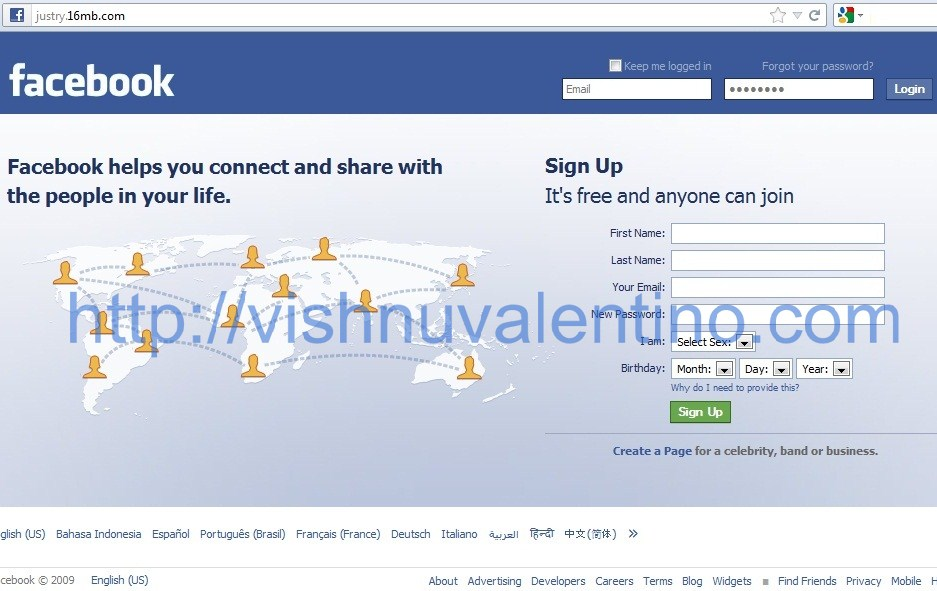 justry.16mb.com
facebook
Keep me logged in
Forgot your password?
Email
Login
Facebook helps you connect and share with
the people in your life.
Sign Up
It's free and anyone can join
First Name:
Last Name:
Your Email:
New Password:
I am: Select Sex:
Birthday: Month: Day: Year:
Why do I need to provide this?
Sign Up
http://vishnuvalentino.com
Create a Page for a celebrity, band or business.
glish (US) Bahasa Indonesia Español Português (Brasil) Français (France) Deutsch Italiano العربية हिन्दी 中文(简体) »
cebook © 2009 English (US)
About Advertising Developers Careers Terms Blog Widgets ■ Find Friends Privacy Mobile H